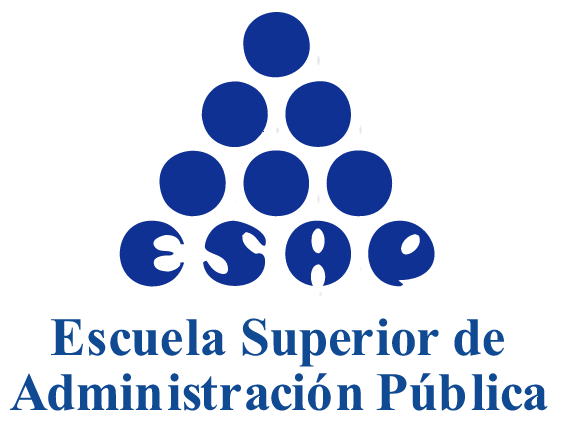 ESAP
Escuela Superior de
Administración Pública